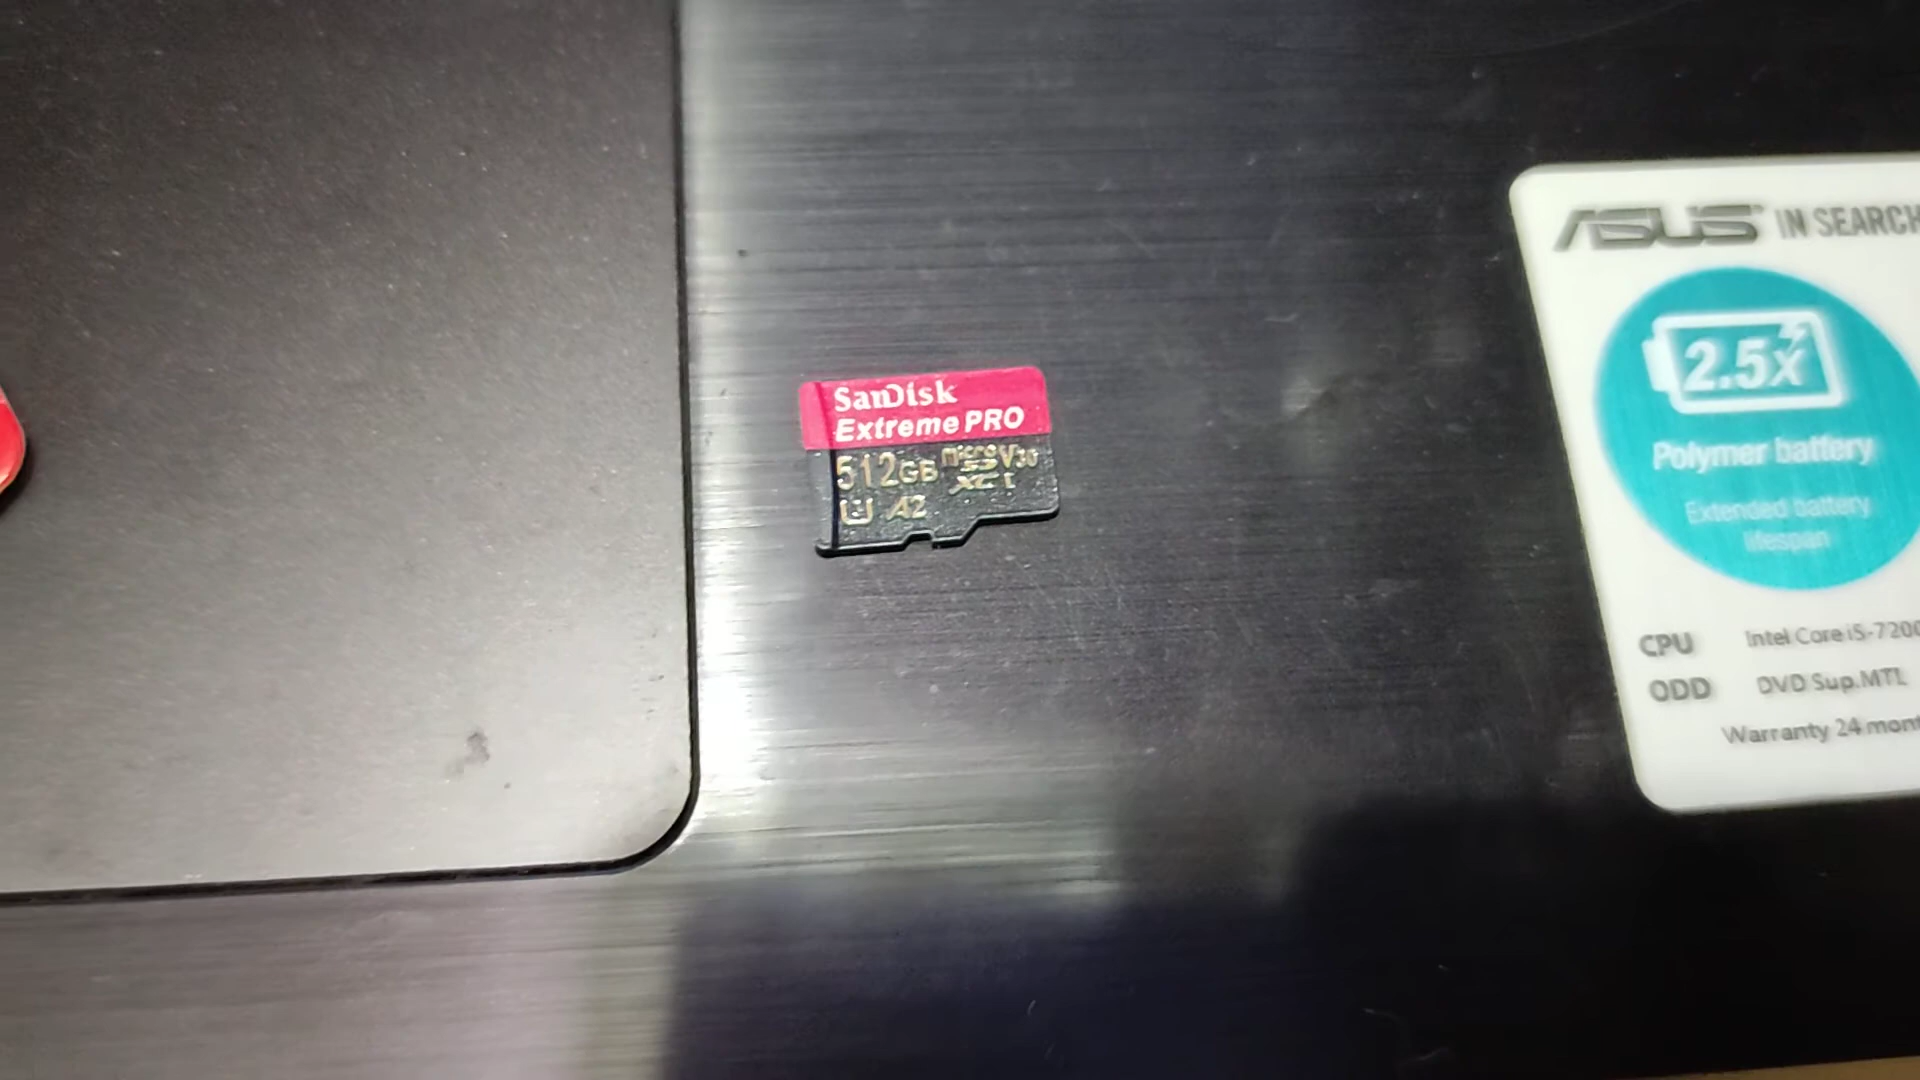 SanDisk
Extreme PRO
512GB micro SD XC I V30
U A2
ASUS IN SEARCH
2.5x
Polymer battery
Extended battery
lifespan
CPU Intel Core i5-7200
ODD DVD Sup.MTL
Warranty 24 mont